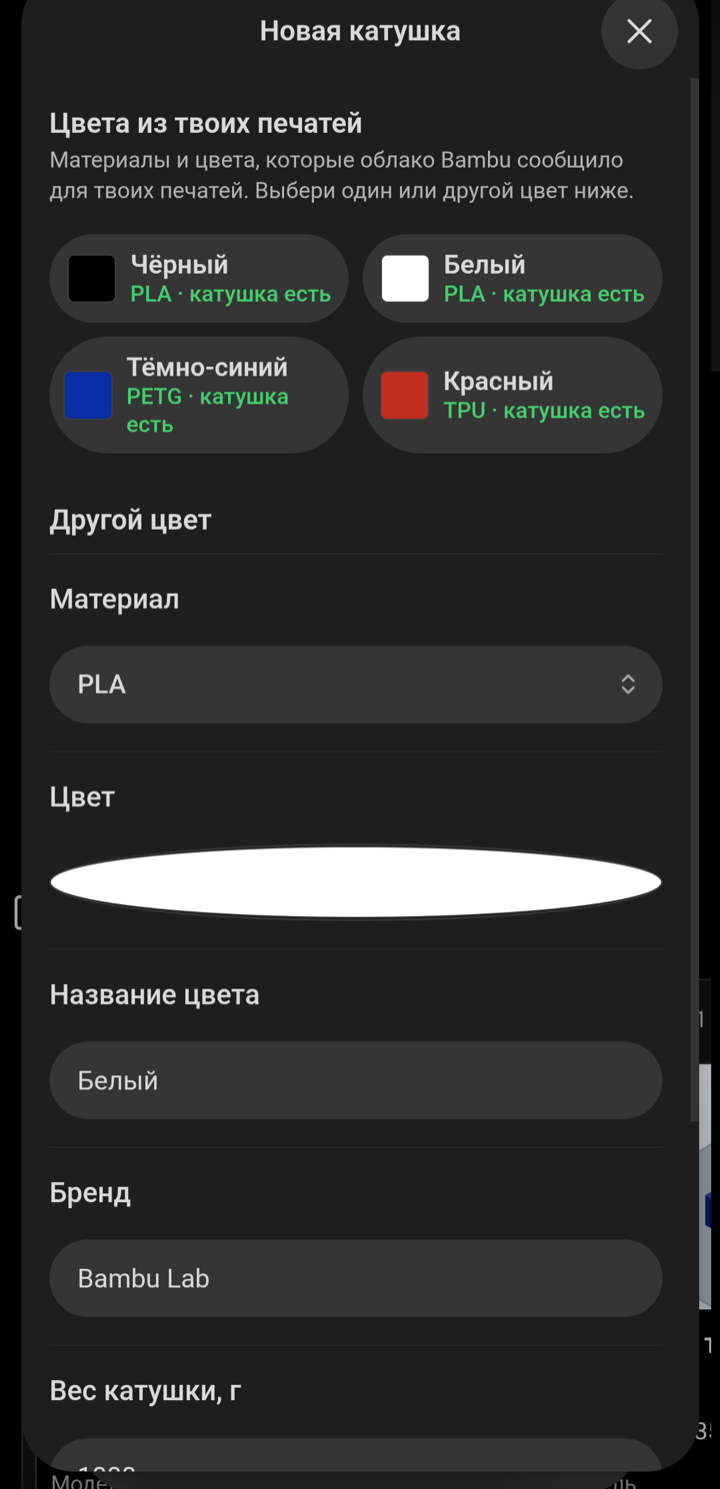 Новая катушка
Цвета из твоих печатей
Материалы и цвета, которые облако Bambu сообщило
для твоих печатей. Выбери один или другой цвет ниже.
Чёрный
PLA · катушка есть
Белый
PLA · катушка есть
Тёмно-синий
PETG · катушка
есть
Красный
TPU · катушка есть
Другой цвет
Материал
PLA
Цвет
Название цвета
Белый
Бренд
Bambu Lab
Вес катушки, г